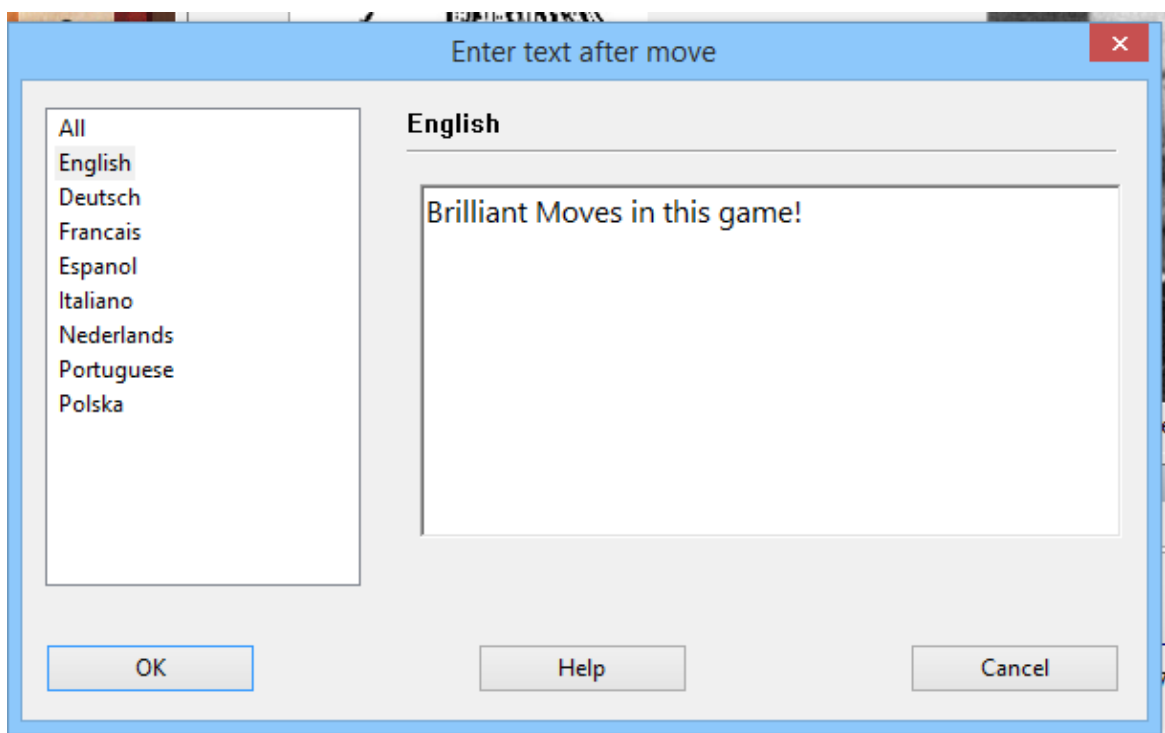 Enter text after move
All
English
Deutsch
Francais
Espanol
Italiano
Nederlands
Portuguese
Polska
English
Brilliant Moves in this game!
OK
Help
Cancel